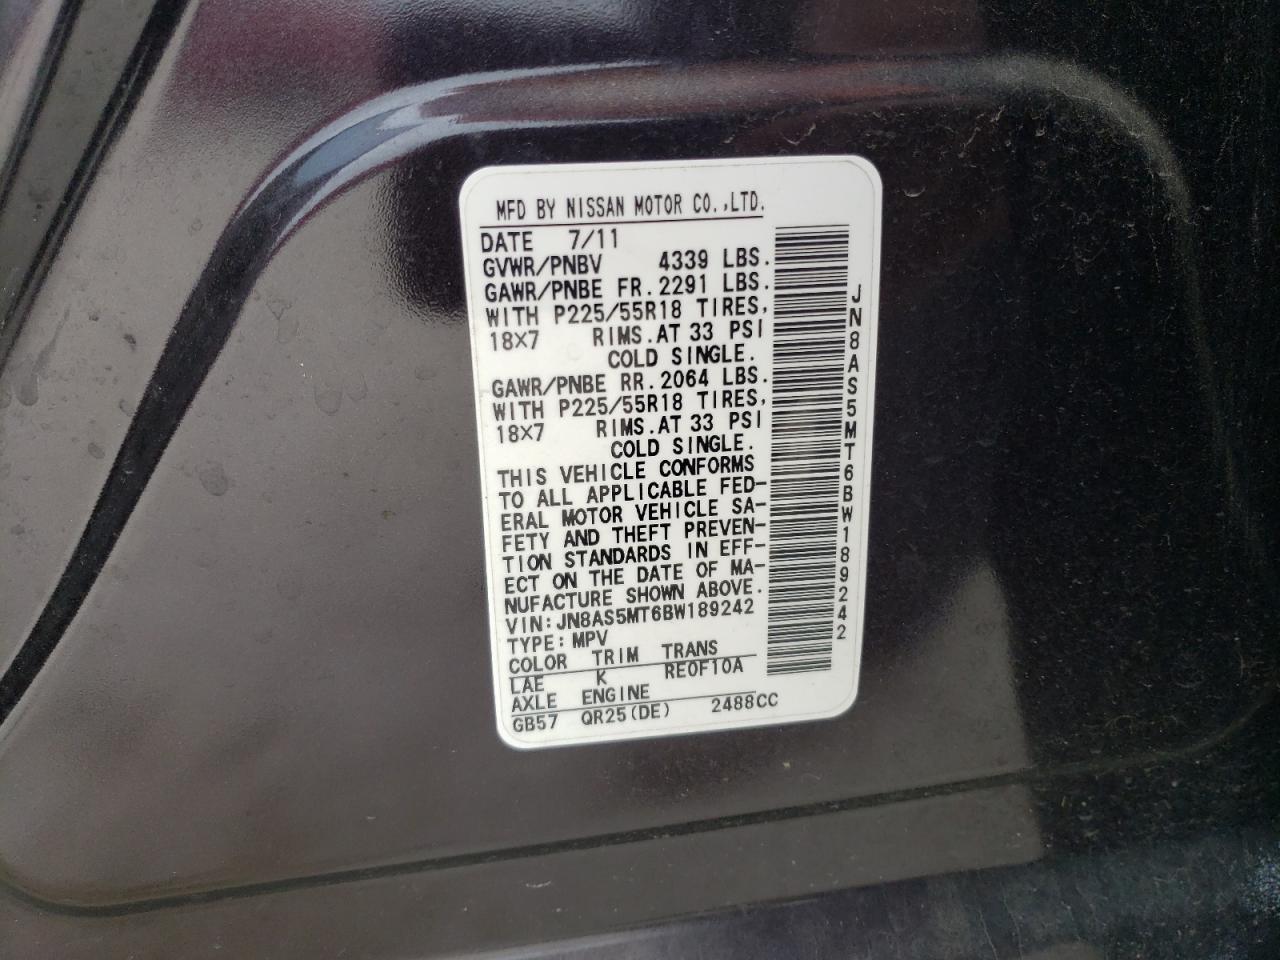 MFD BY NISSAN MOTOR CO.,LTD.
DATE 7/11
GVWR/PNBV 4339 LBS.
GAWR/PNBE FR.2291 LBS.
WITH P225/55R18 TIRES,
18X7 RIMS.AT 33 PSI
COLD SINGLE.
GAWR/PNBE RR.2064 LBS.
WITH P225/55R18 TIRES,
18X7 RIMS.AT 33 PSI
COLD SINGLE.
THIS VEHICLE CONFORMS
TO ALL APPLICABLE FED-
ERAL MOTOR VEHICLE SA-
FETY AND THEFT PREVEN-
TION STANDARDS IN EFF-
ECT ON THE DATE OF MA-
NUFACTURE SHOWN ABOVE.
VIN:JN8AS5MT6BW189242
TYPE:MPV
COLOR TRIM TRANS
LAE K RE0F10A
AXLE ENGINE
GB57 QR25(DE) 2488CC
JN8AS5MT6BW189242